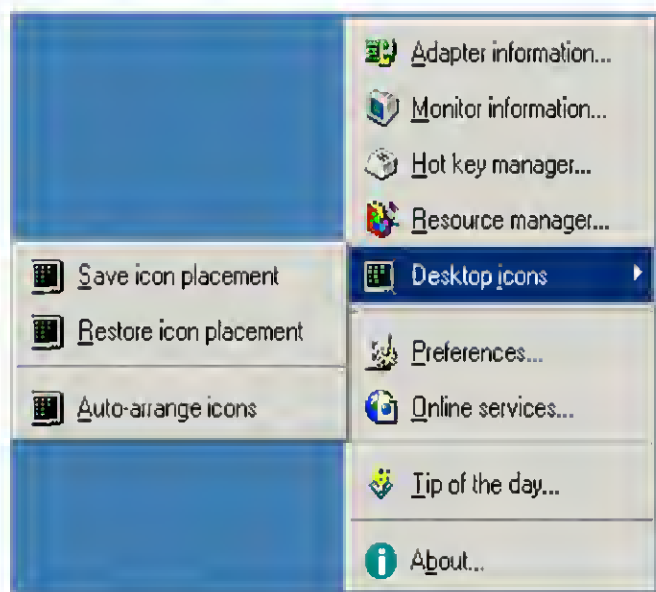 Adapter information...
Monitor information...
Hot key manager...
Resource manager...
Desktop icons
Save icon placement
Restore icon placement
Auto-arrange icons
Preferences...
Online services...
Tip of the day...
About...